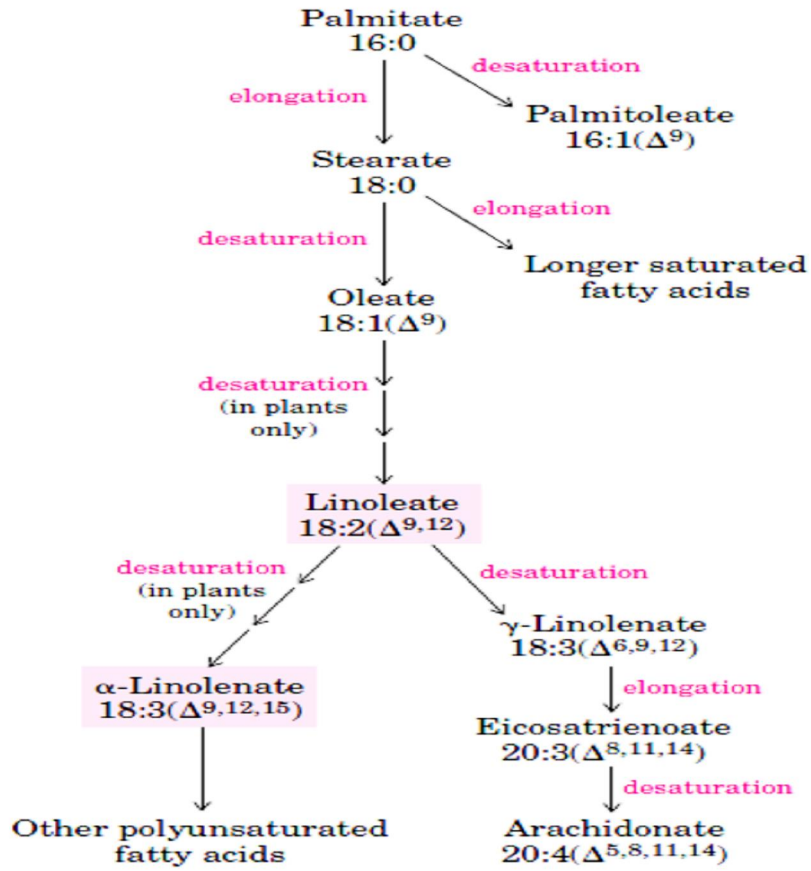 Palmitate
16:0
desaturation
elongation
Palmitoleate
16:1(Δ⁹)
Stearate
18:0
elongation
desaturation
Longer saturated
fatty acids
Oleate
18:1(Δ⁹)
desaturation
(in plants
only)
Linoleate
18:2(Δ⁹,¹²)
desaturation
(in plants
only)
desaturation
γ-Linolenate
18:3(Δ⁶,⁹,¹²)
α-Linolenate
18:3(Δ⁹,¹²,¹⁵)
elongation
Eicosatrienoate
20:3(Δ⁸,¹¹,¹⁴)
desaturation
Other polyunsaturated
fatty acids
Arachidonate
20:4(Δ⁵,⁸,¹¹,¹⁴)